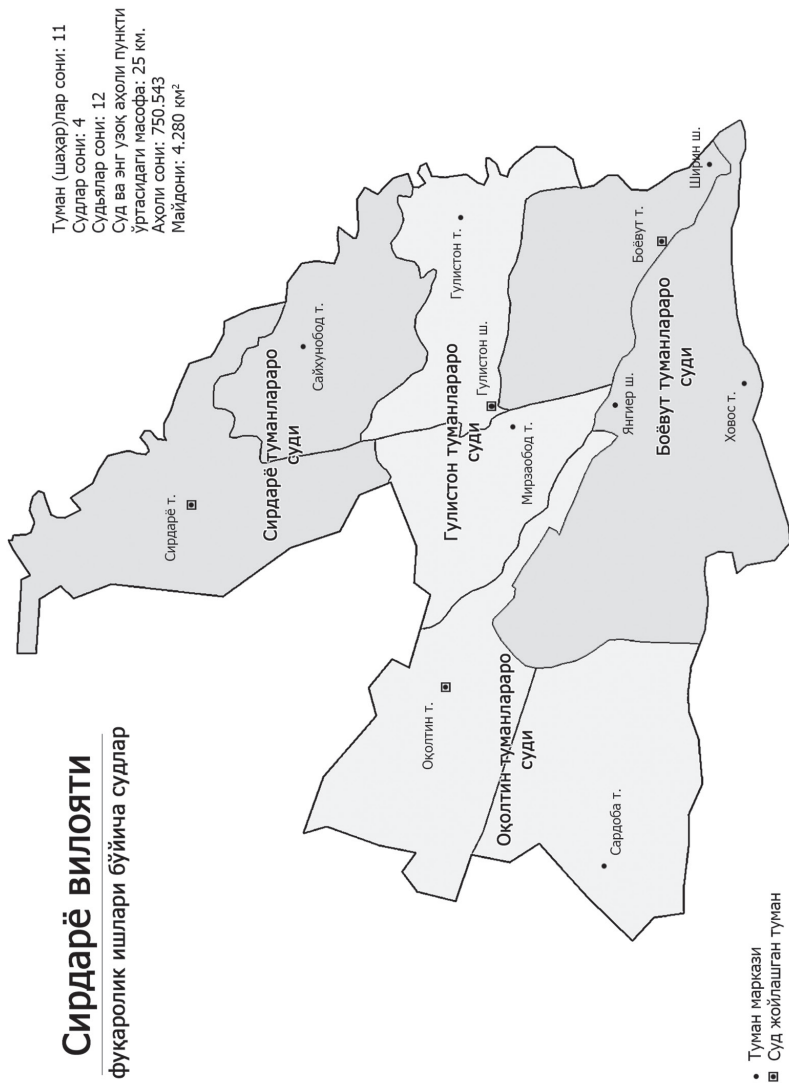 Сирдарё вилояти
фуқаролик ишлари бўйича судлар
Туман (шаҳар)лар сони: 11
Судлар сони: 4
Судьялар сони: 12
Суд ва энг узоқ аҳоли пункти
ўртасидаги масофа: 25 км.
Аҳоли сони: 750.543
Майдони: 4.280 км²
Сирдарё т.
Сайхунобод т.
Сирдарё туманлараро
суди
Гулистон т.
Гулистон ш.
Гулистон туманлараро
суди
Мирзаобод т.
Оқолтин т.
Оқолтин туманлараро
суди
Сардоба т.
Боёвут т.
Ширин ш.
Янгиер ш.
Боёвут туманлараро
суди
Ховос т.
Туман маркази
Суд жойлашган туман